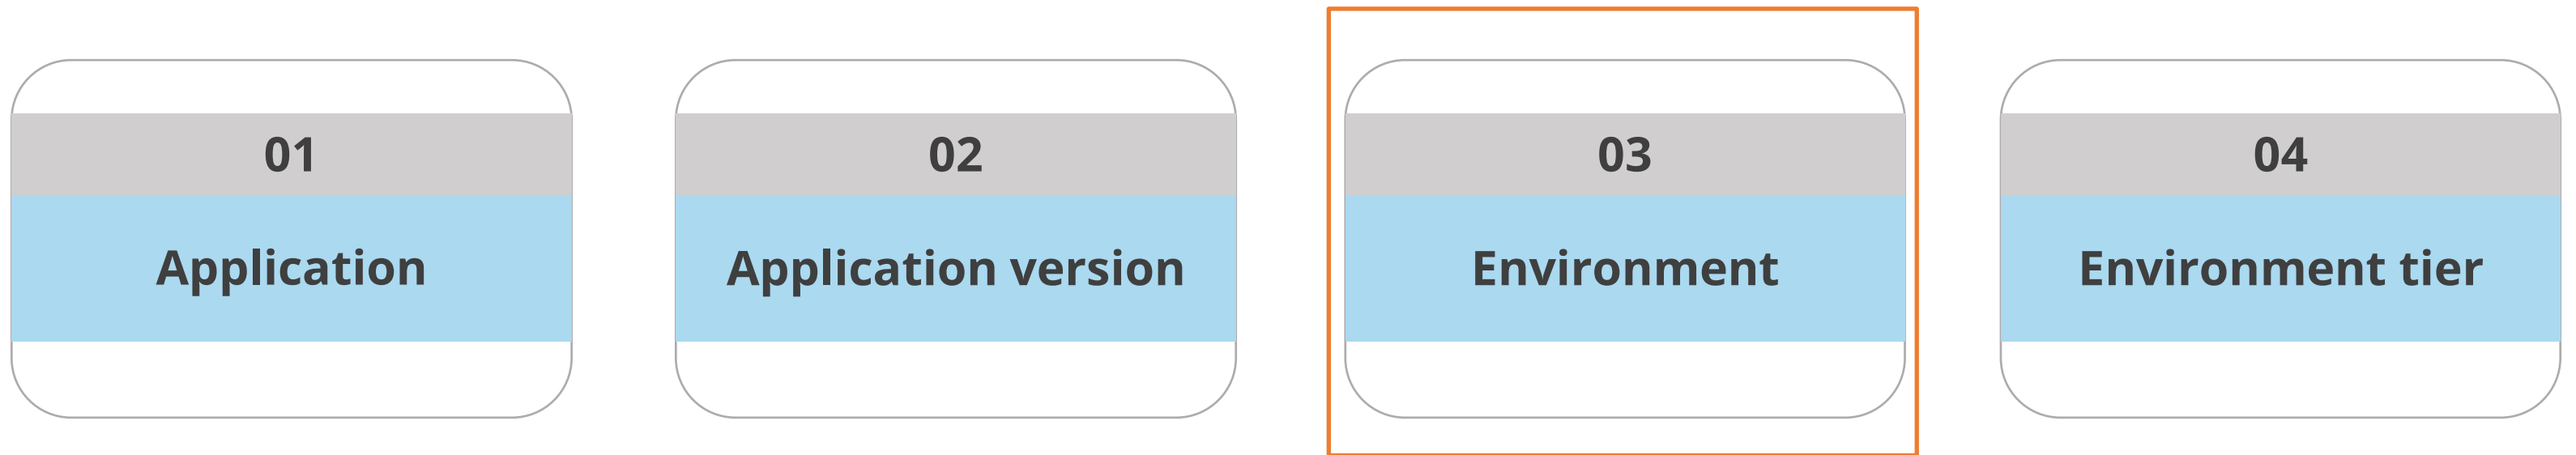 01
Application
02
Application version
03
Environment
04
Environment tier